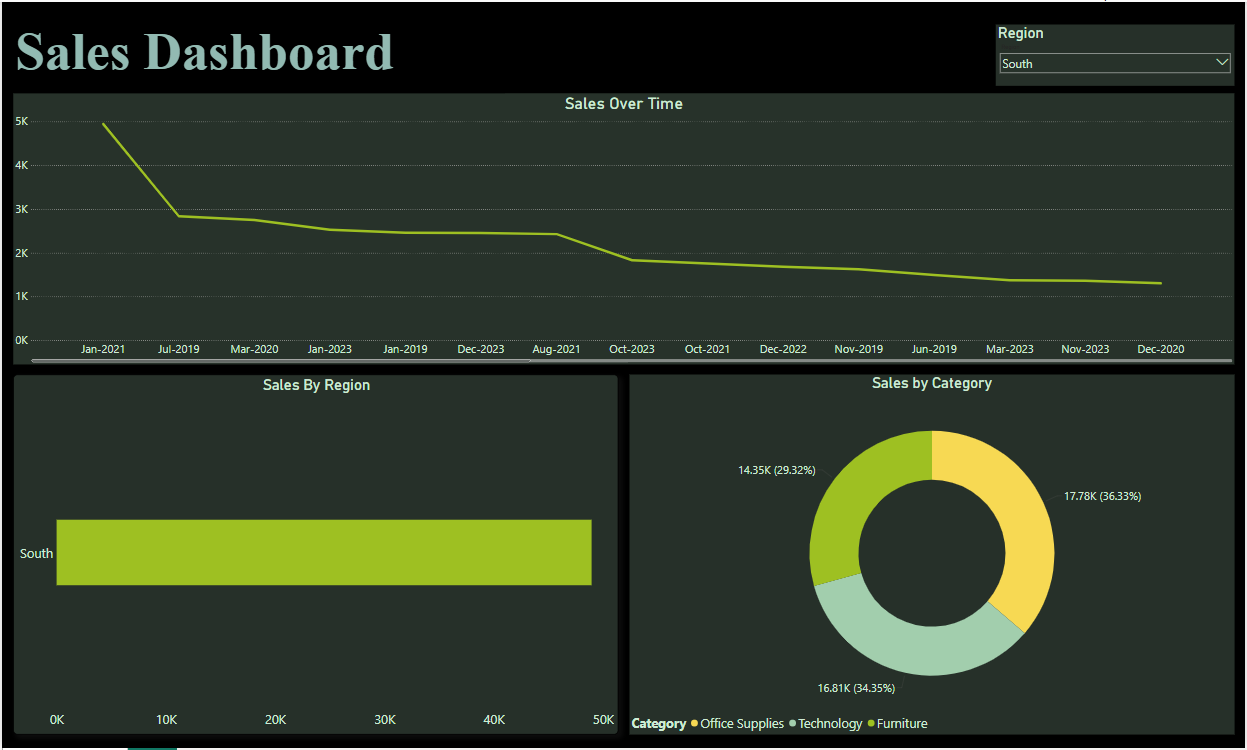 Sales Dashboard
Region
South
Sales Over Time
5K
4K
3K
2K
1K
0K
Jan-2021 Jul-2019 Mar-2020 Jan-2023 Jan-2019 Dec-2023 Aug-2021 Oct-2023 Oct-2021 Dec-2022 Nov-2019 Jun-2019 Mar-2023 Nov-2023 Dec-2020
Sales By Region
South
0K 10K 20K 30K 40K 50K
Sales by Category
14.35K (29.32%)
17.78K (36.33%)
16.81K (34.35%)
Category Office Supplies Technology Furniture